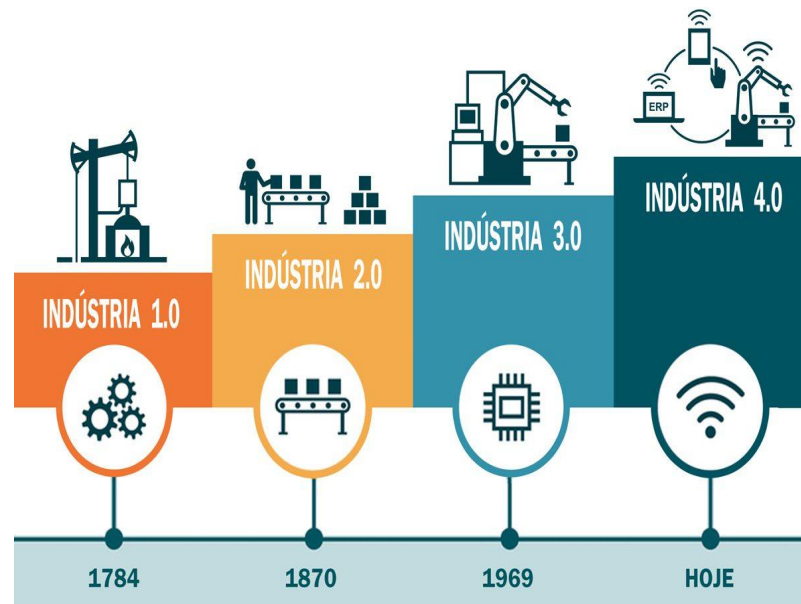 ERP
INDÚSTRIA 1.0
INDÚSTRIA 2.0
INDÚSTRIA 3.0
INDÚSTRIA 4.0
1784
1870
1969
HOJE